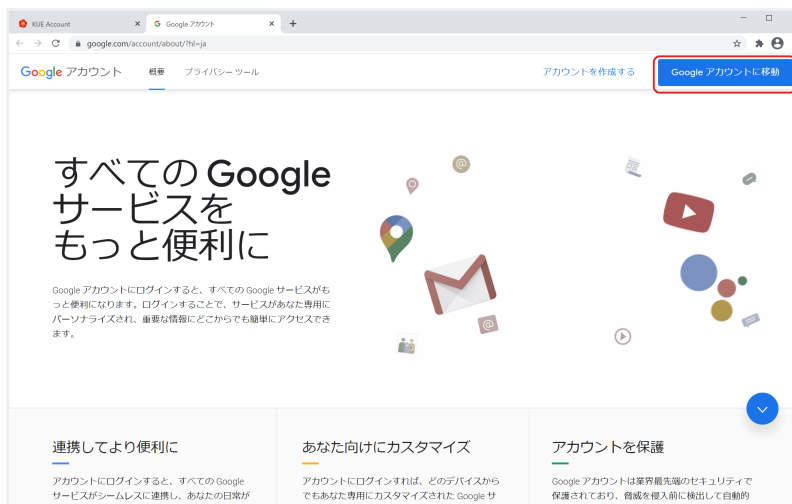 KUE Account
Google アカウント
google.com/account/about/?hl=ja
Google アカウント 概要 プライバシー ツール アカウントを作成する Google アカウントに移動
すべての Google
サービスを
もっと便利に
Google アカウントにログインすると、すべての Google サービスがも
っと便利になります。ログインすることで、サービスがあなた専用に
パーソナライズされ、重要な情報にどこからでも簡単にアクセスでき
ます。
連携してより便利に
アカウントにログインすると、すべての Google
サービスがシームレスに連携し、あなたの日常が
あなた向けにカスタマイズ
アカウントにログインすれば、どのデバイスから
でもあなた専用にカスタマイズされた Google サ
アカウントを保護
Google アカウントは業界最先端のセキュリティで
保護されており、脅威を侵入前に検出して自動的